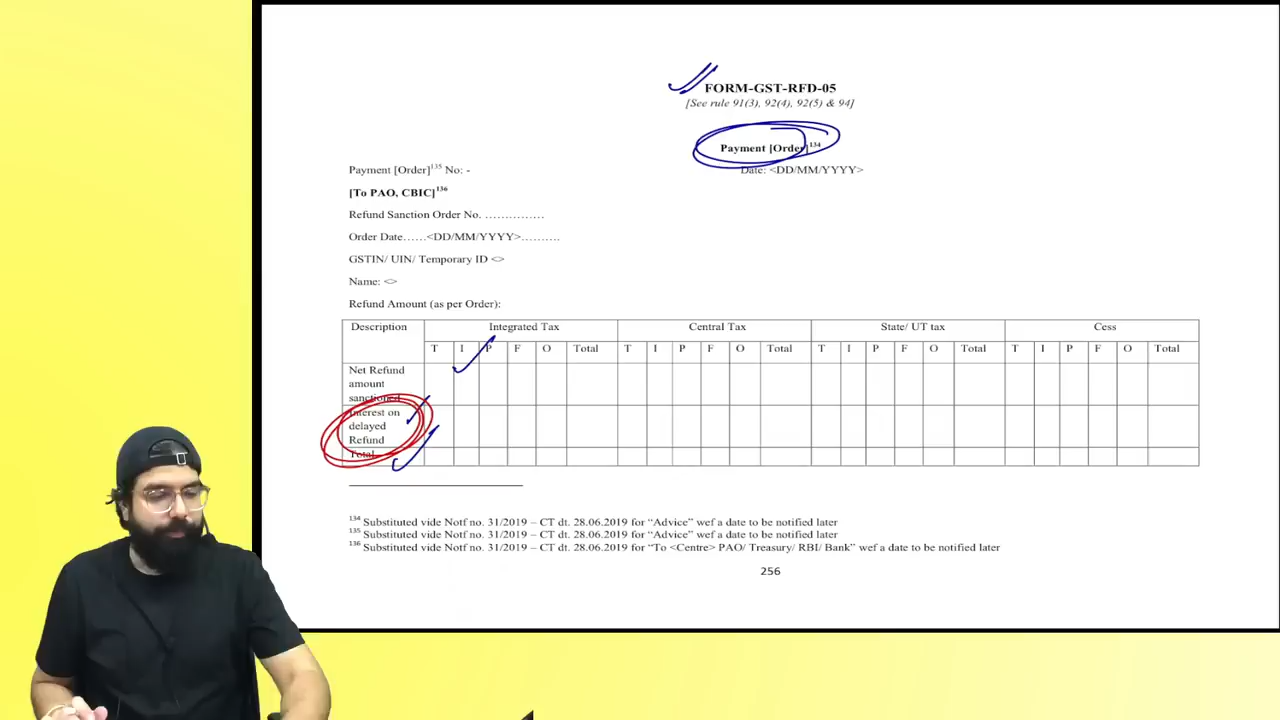 FORM-GST-RFD-05
[See rule 91(3), 92(4), 92(5) & 94]
Payment [Order]134
Payment [Order]135 No: -
Date: <DD/MM/YYYY>
[To PAO, CBIC]136
Refund Sanction Order No. ……………
Order Date……<DD/MM/YYYY>……….
GSTIN/ UIN/ Temporary ID <>
Name: <>
Refund Amount (as per Order):
Description Integrated Tax Central Tax State/ UT tax Cess
T I P F O Total T I P F O Total T I P F O Total T I P F O Total
Net Refund
amount
sanctioned
Interest on
delayed
Refund
Total
134 Substituted vide Notf no. 31/2019 – CT dt. 28.06.2019 for “Advice” wef a date to be notified later
135 Substituted vide Notf no. 31/2019 – CT dt. 28.06.2019 for “Advice” wef a date to be notified later
136 Substituted vide Notf no. 31/2019 – CT dt. 28.06.2019 for “To <Centre> PAO/ Treasury/ RBI/ Bank” wef a date to be notified later
256